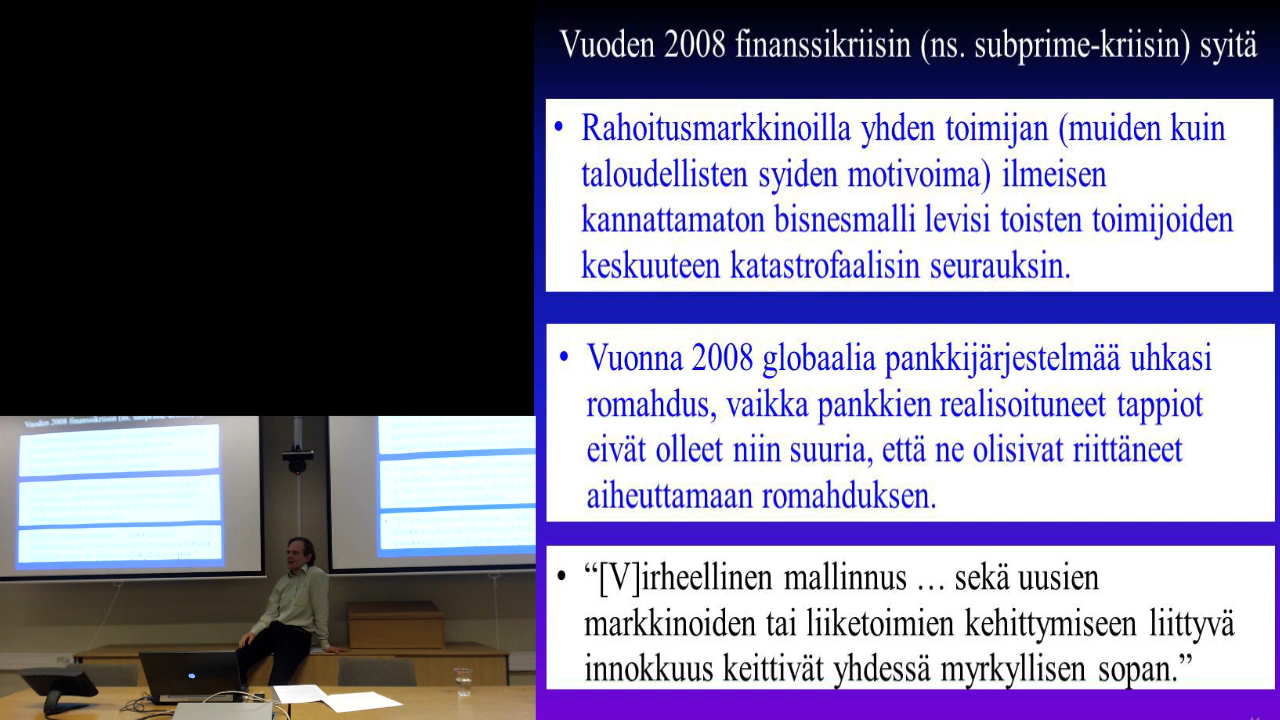 Vuoden 2008 finanssikriisin (ns. subprime-kriisin) syitä
• Rahoitusmarkkinoilla yhden toimijan (muiden kuin
taloudellisten syiden motivoima) ilmeisen
kannattamaton bisnesmalli levisi toisten toimijoiden
keskuuteen katastrofaalisin seurauksin.
• Vuonna 2008 globaalia pankkijärjestelmää uhkasi
romahdus, vaikka pankkien realisoituneet tappiot
eivät olleet niin suuria, että ne olisivat riittäneet
aiheuttamaan romahduksen.
• “[V]irheellinen mallinnus … sekä uusien
markkinoiden tai liiketoimien kehittymiseen liittyvä
innokkuus keittivät yhdessä myrkyllisen sopan.”
Vuoden 2008 finanssikriisin